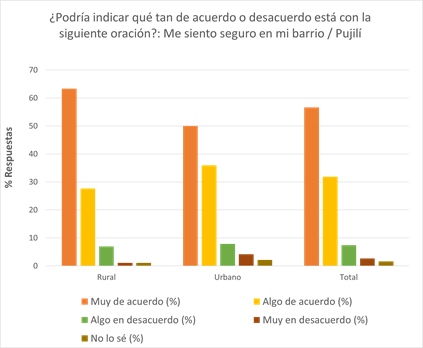 ¿Podría indicar qué tan de acuerdo o desacuerdo está con la
siguiente oración?: Me siento seguro en mi barrio / Pujilí
70
60
50
40
30
20
10
0
% Respuestas
Rural
Urbano
Total
Muy de acuerdo (%)
Algo de acuerdo (%)
Algo en desacuerdo (%)
Muy en desacuerdo (%)
No lo sé (%)